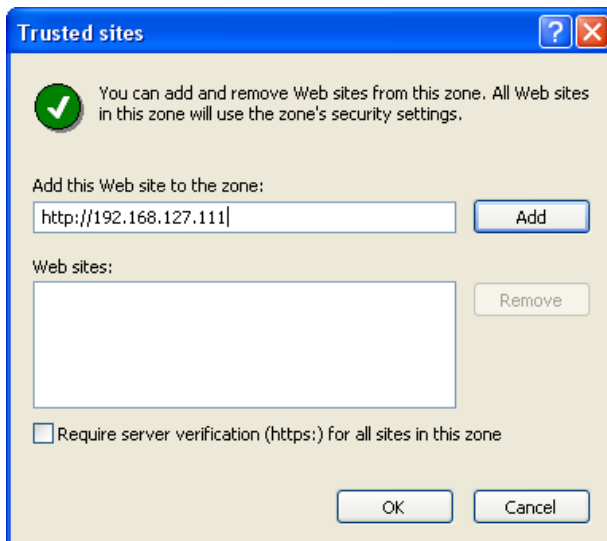 Trusted sites
You can add and remove Web sites from this zone. All Web sites
in this zone will use the zone's security settings.
Add this Web site to the zone:
http://192.168.127.111
Add
Web sites:
Remove
Require server verification (https:) for all sites in this zone
OK
Cancel